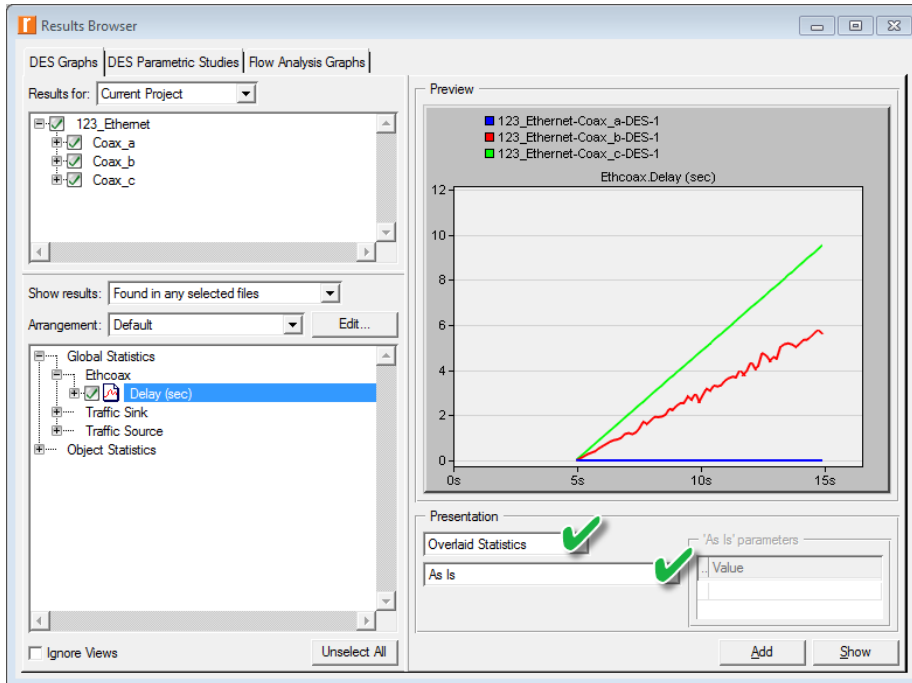 Results Browser
DES Graphs DES Parametric Studies Flow Analysis Graphs
Results for: Current Project
123_Ethernet
Coax_a
Coax_b
Coax_c
Show results: Found in any selected files
Arrangement: Default Edit...
Global Statistics
Ethcoax
Delay (sec)
Traffic Sink
Traffic Source
Object Statistics
Ignore Views Unselect All
Preview
123_Ethernet-Coax_a-DES-1
123_Ethernet-Coax_b-DES-1
123_Ethernet-Coax_c-DES-1
Ethcoax.Delay (sec)
12
10
8
6
4
2
0
0s 5s 10s 15s
Presentation
Overlaid Statistics
As Is
'As Is' parameters
.. Value
Add Show